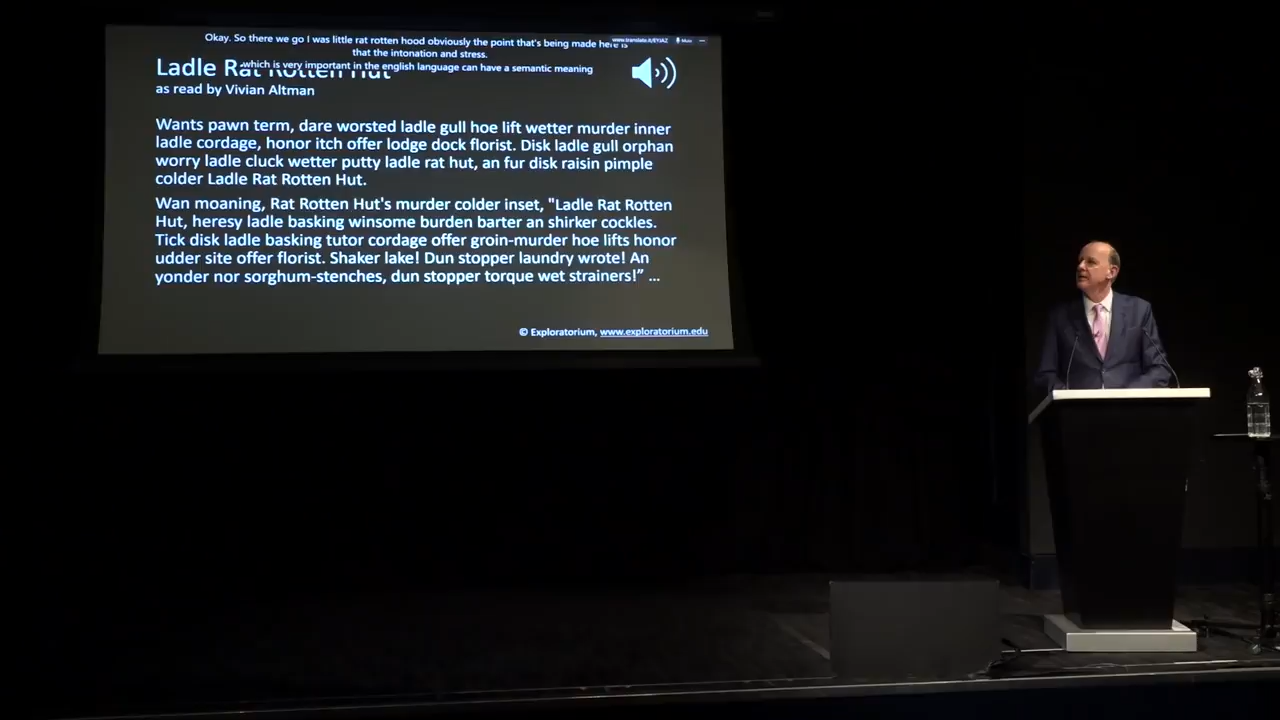 Okay. So there we go I was little rat rotten hood obviously the point that's being made here is
www.translate.it/EYJAZ
that the intonation and stress.
which is very important in the english language can have a semantic meaning
Ladle Rat Rotten Hut
as read by Vivian Altman
Wants pawn term, dare worsted ladle gull hoe lift wetter murder inner
ladle cordage, honor itch offer lodge dock florist. Disk ladle gull orphan
worry ladle cluck wetter putty ladle rat hut, an fur disk raisin pimple
colder Ladle Rat Rotten Hut.
Wan moaning, Rat Rotten Hut's murder colder inset, "Ladle Rat Rotten
Hut, heresy ladle basking winsome burden barter an shirker cockles.
Tick disk ladle basking tutor cordage offer groin-murder hoe lifts honor
udder site offer florist. Shaker lake! Dun stopper laundry wrote! An
yonder nor sorghum-stenches, dun stopper torque wet strainers!” ...
© Exploratorium, www.exploratorium.edu